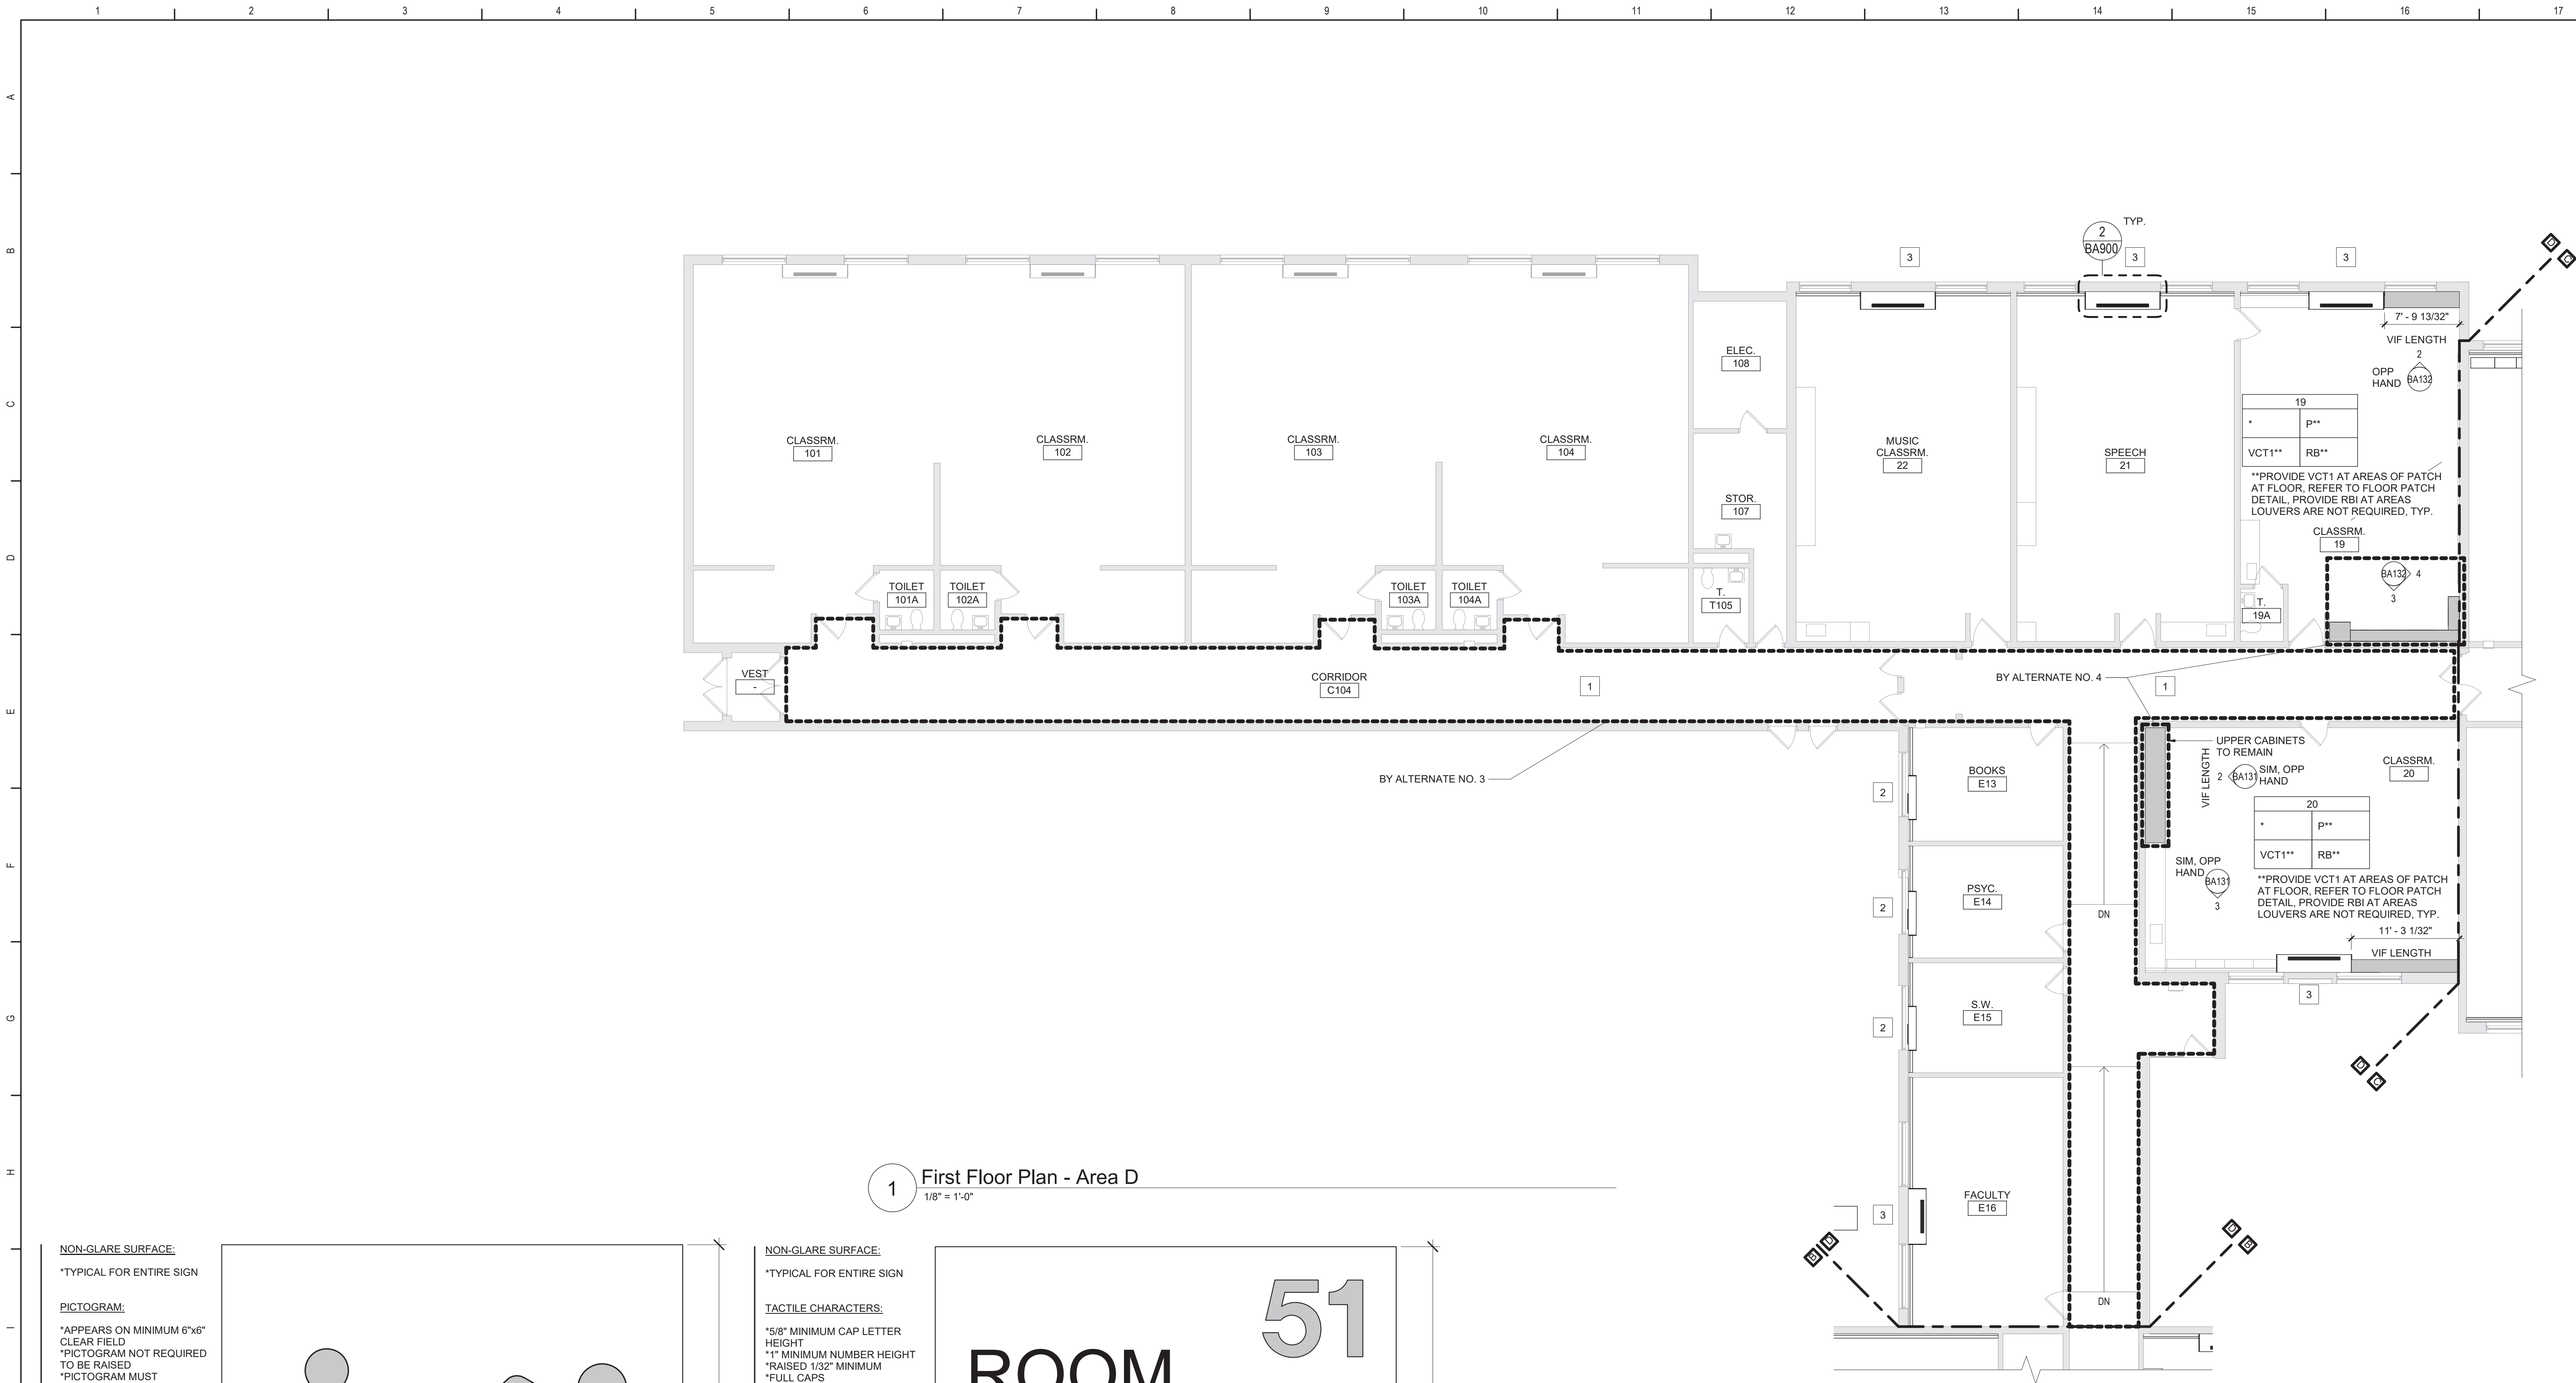 1 2 3 4 5 6 7 8 9 10 11 12 13 14 15 16 17
A
B
C
D
E
F
G
H
I
TYP.
2
BA900
3
3
3
D
C
7' - 9 13/32"
VIF LENGTH
2
BA132
OPP
HAND
ELEC.
108
19
*
P**
VCT1**
RB**
CLASSRM.
101
CLASSRM.
102
CLASSRM.
103
CLASSRM.
104
MUSIC
CLASSRM.
22
SPEECH
21
**PROVIDE VCT1 AT AREAS OF PATCH
AT FLOOR, REFER TO FLOOR PATCH
DETAIL, PROVIDE RBI AT AREAS
LOUVERS ARE NOT REQUIRED, TYP.
STOR.
107
CLASSRM.
19
BA132
4
3
TOILET
101A
TOILET
102A
TOILET
103A
TOILET
104A
T.
T105
T.
19A
VEST
-
CORRIDOR
C104
1
BY ALTERNATE NO. 4
1
BY ALTERNATE NO. 3
UPPER CABINETS
TO REMAIN
VIF LENGTH
2
BA131
SIM, OPP
HAND
CLASSRM.
20
BOOKS
E13
2
20
*
P**
VCT1**
RB**
SIM, OPP
HAND
BA131
3
**PROVIDE VCT1 AT AREAS OF PATCH
AT FLOOR, REFER TO FLOOR PATCH
DETAIL, PROVIDE RBI AT AREAS
LOUVERS ARE NOT REQUIRED, TYP.
PSYC.
E14
2
DN
11' - 3 1/32"
VIF LENGTH
3
S.W.
E15
2
D
C
FACULTY
E16
3
B
D
D
B
DN
1
First Floor Plan - Area D
1/8" = 1'-0"
NON-GLARE SURFACE:
*TYPICAL FOR ENTIRE SIGN
PICTOGRAM:
*APPEARS ON MINIMUM 6"x6"
CLEAR FIELD
*PICTOGRAM NOT REQUIRED
TO BE RAISED
*PICTOGRAM MUST
NON-GLARE SURFACE:
*TYPICAL FOR ENTIRE SIGN
TACTILE CHARACTERS:
*5/8" MINIMUM CAP LETTER
HEIGHT
*1" MINIMUM NUMBER HEIGHT
*RAISED 1/32" MINIMUM
*FULL CAPS
51
ROOM